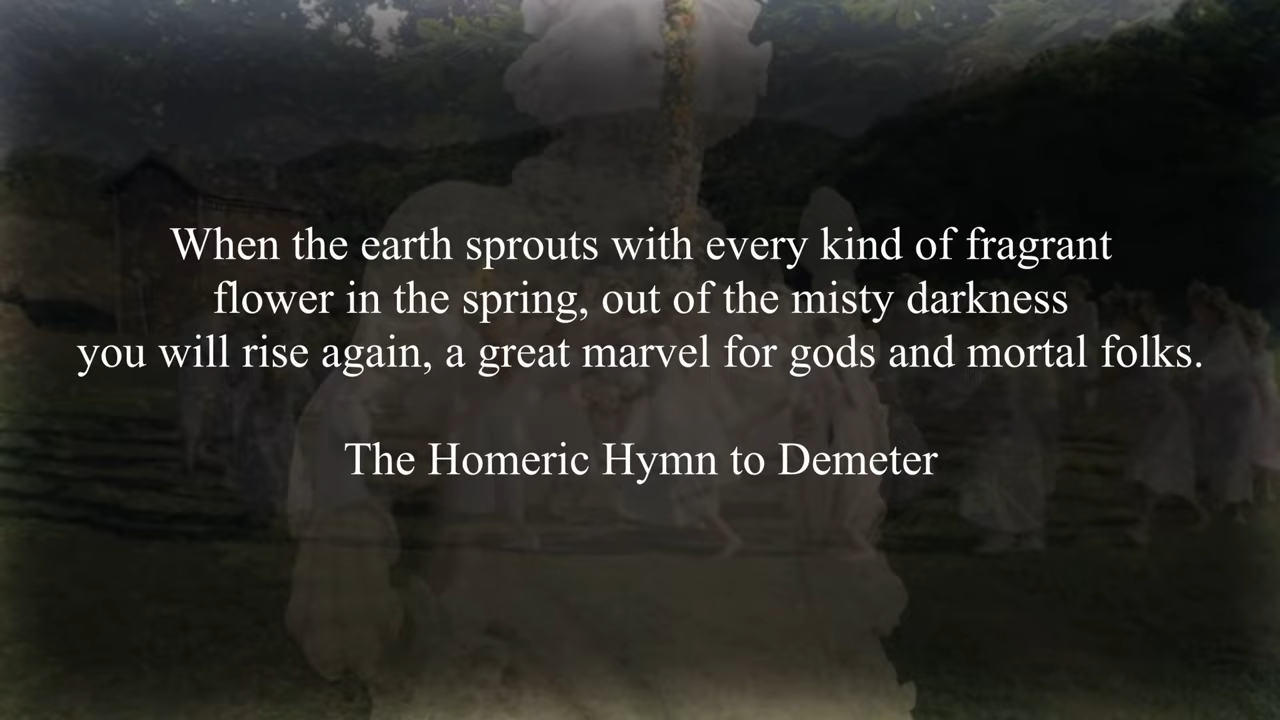 When the earth sprouts with every kind of fragrant
flower in the spring, out of the misty darkness
you will rise again, a great marvel for gods and mortal folks.
The Homeric Hymn to Demeter